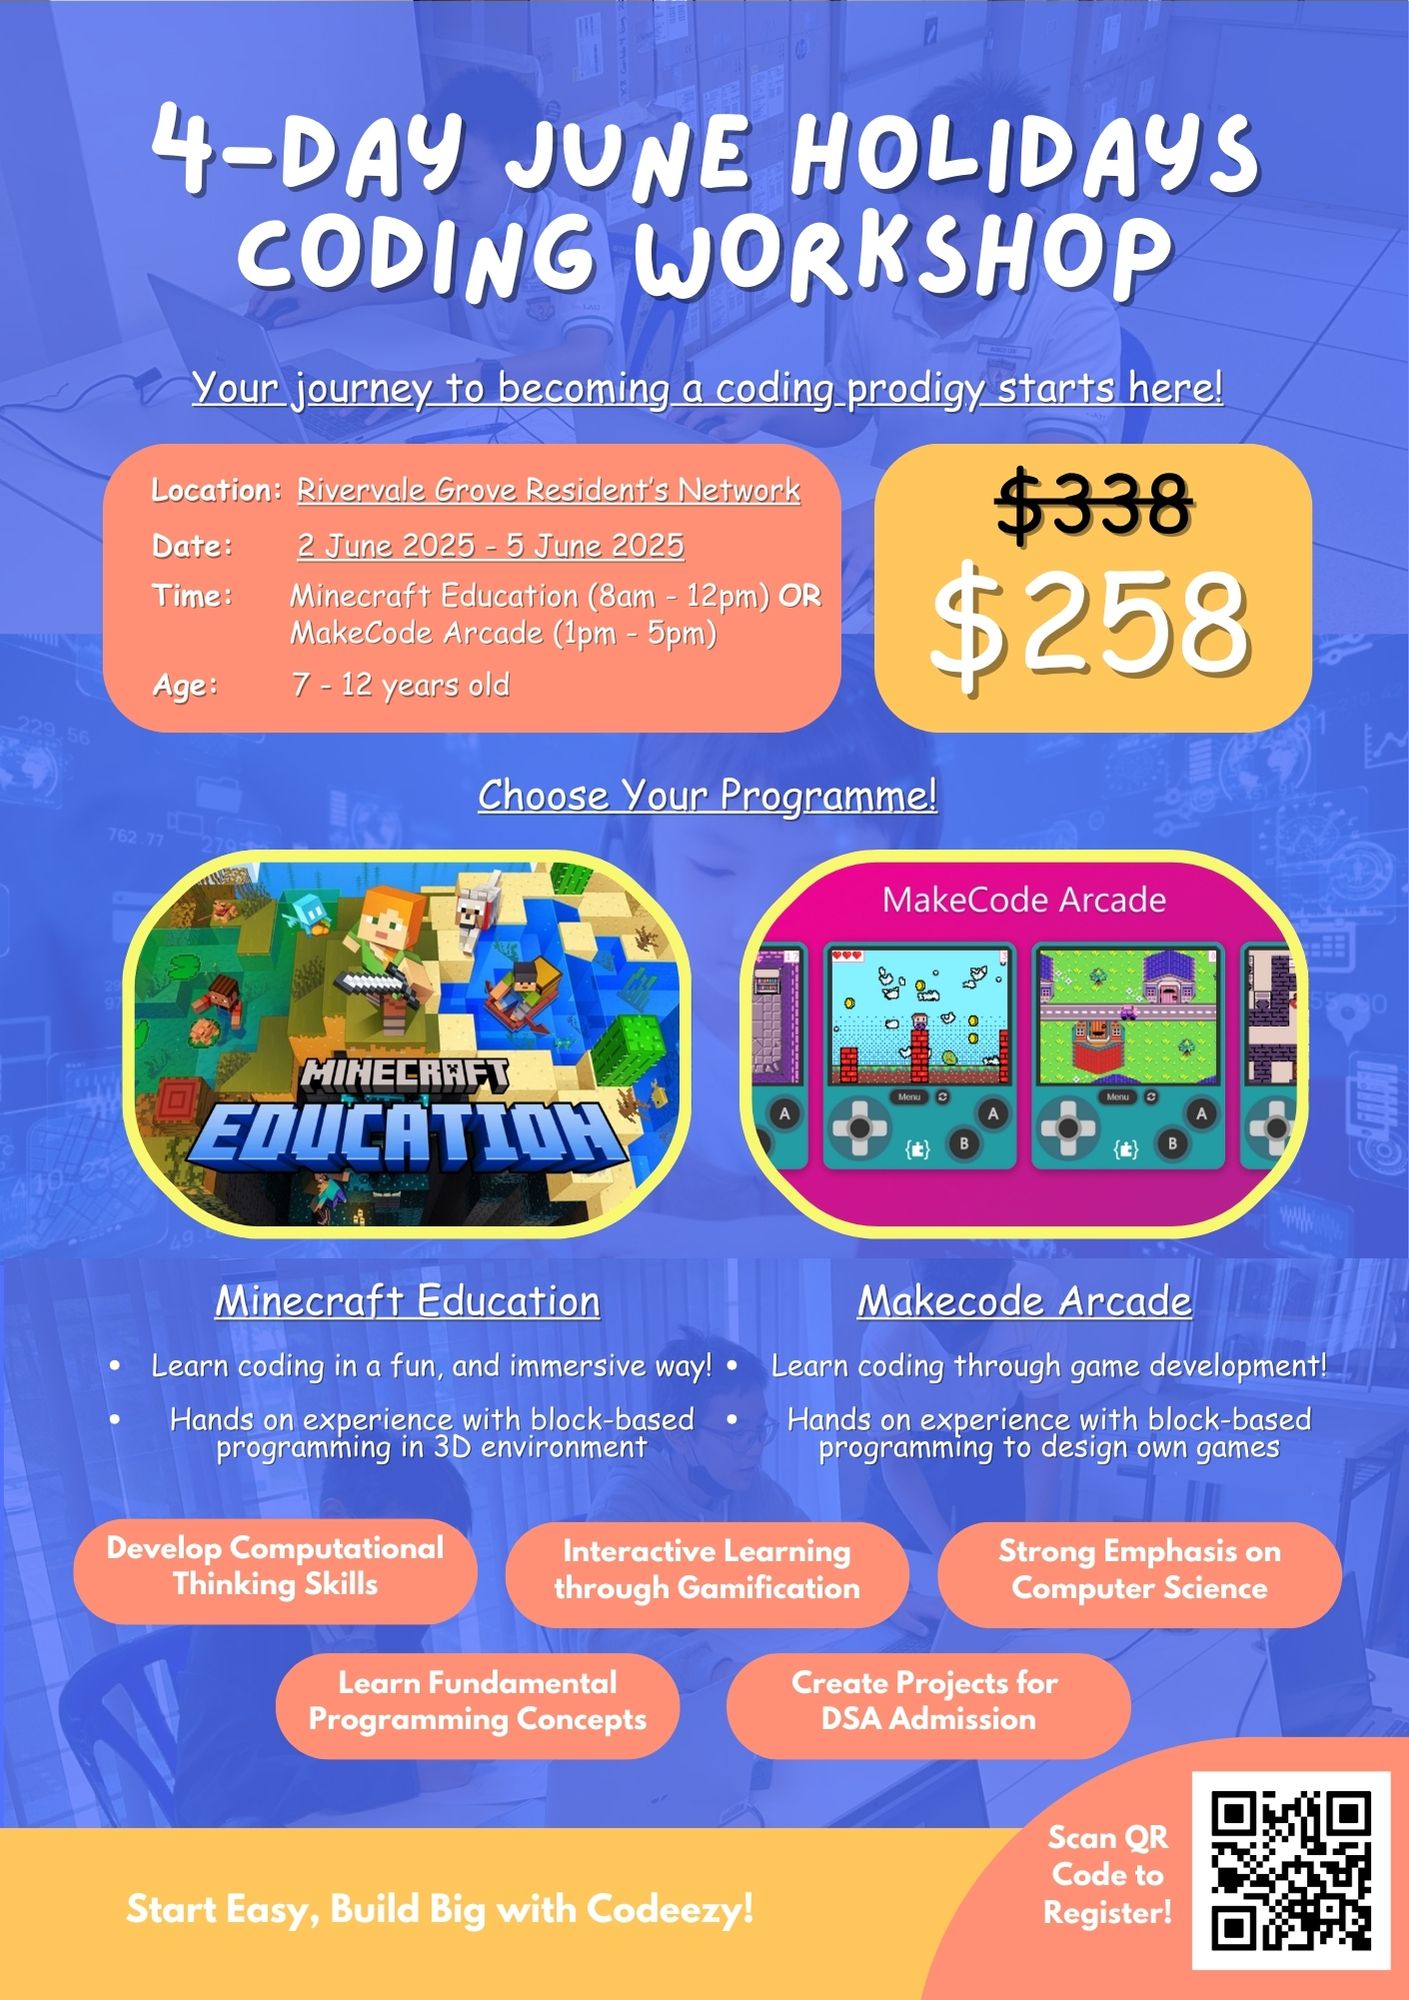 4-DAY JUNE HOLIDAYS
CODING WORKSHOP
Your journey to becoming a coding prodigy starts here!
Location: Rivervale Grove Resident's Network
Date: 2 June 2025 - 5 June 2025
Time: Minecraft Education (8am - 12pm) OR
MakeCode Arcade (1pm - 5pm)
Age: 7 - 12 years old
$338
$258
Choose Your Programme!
MINECRAFT
EDUCATION
MakeCode Arcade
Menu
A
B
Menu
A
B
A
Minecraft Education
• Learn coding in a fun, and immersive way!
• Hands on experience with block-based
programming in 3D environment
Makecode Arcade
• Learn coding through game development!
• Hands on experience with block-based
programming to design own games
Develop Computational
Thinking Skills
Interactive Learning
through Gamification
Strong Emphasis on
Computer Science
Learn Fundamental
Programming Concepts
Create Projects for
DSA Admission
Start Easy, Build Big with Codeezy!
Scan QR
Code to
Register!